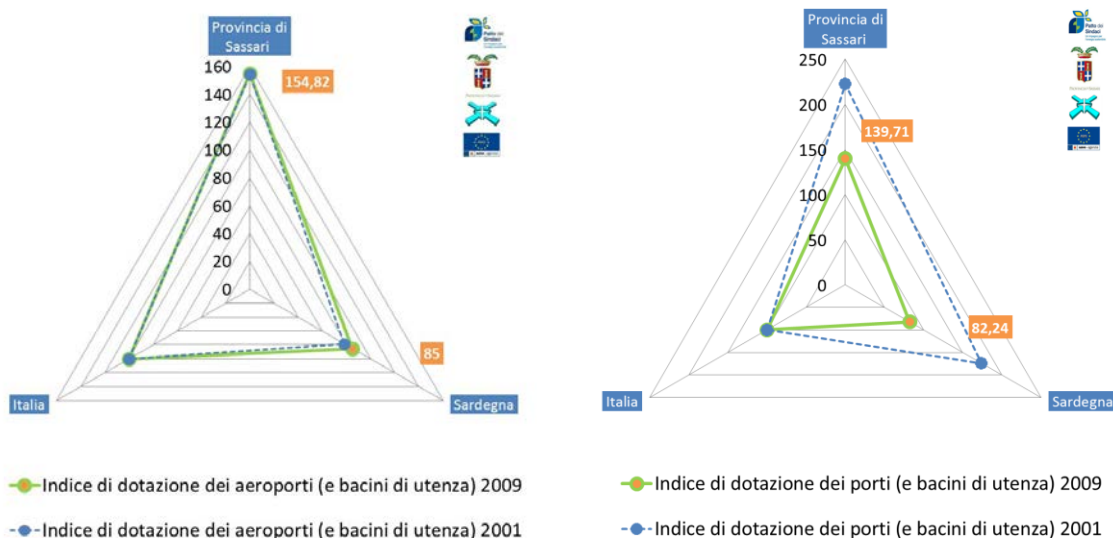 Provincia di
Sassari
160
154,82
140
120
100
80
60
40
20
0
85
Italia
Sardegna
Indice di dotazione dei aeroporti (e bacini di utenza) 2009
Indice di dotazione dei aeroporti (e bacini di utenza) 2001
Provincia di
Sassari
250
200
139,71
150
100
50
0
82,24
Italia
Sardegna
Indice di dotazione dei porti (e bacini di utenza) 2009
Indice di dotazione dei porti (e bacini di utenza) 2001